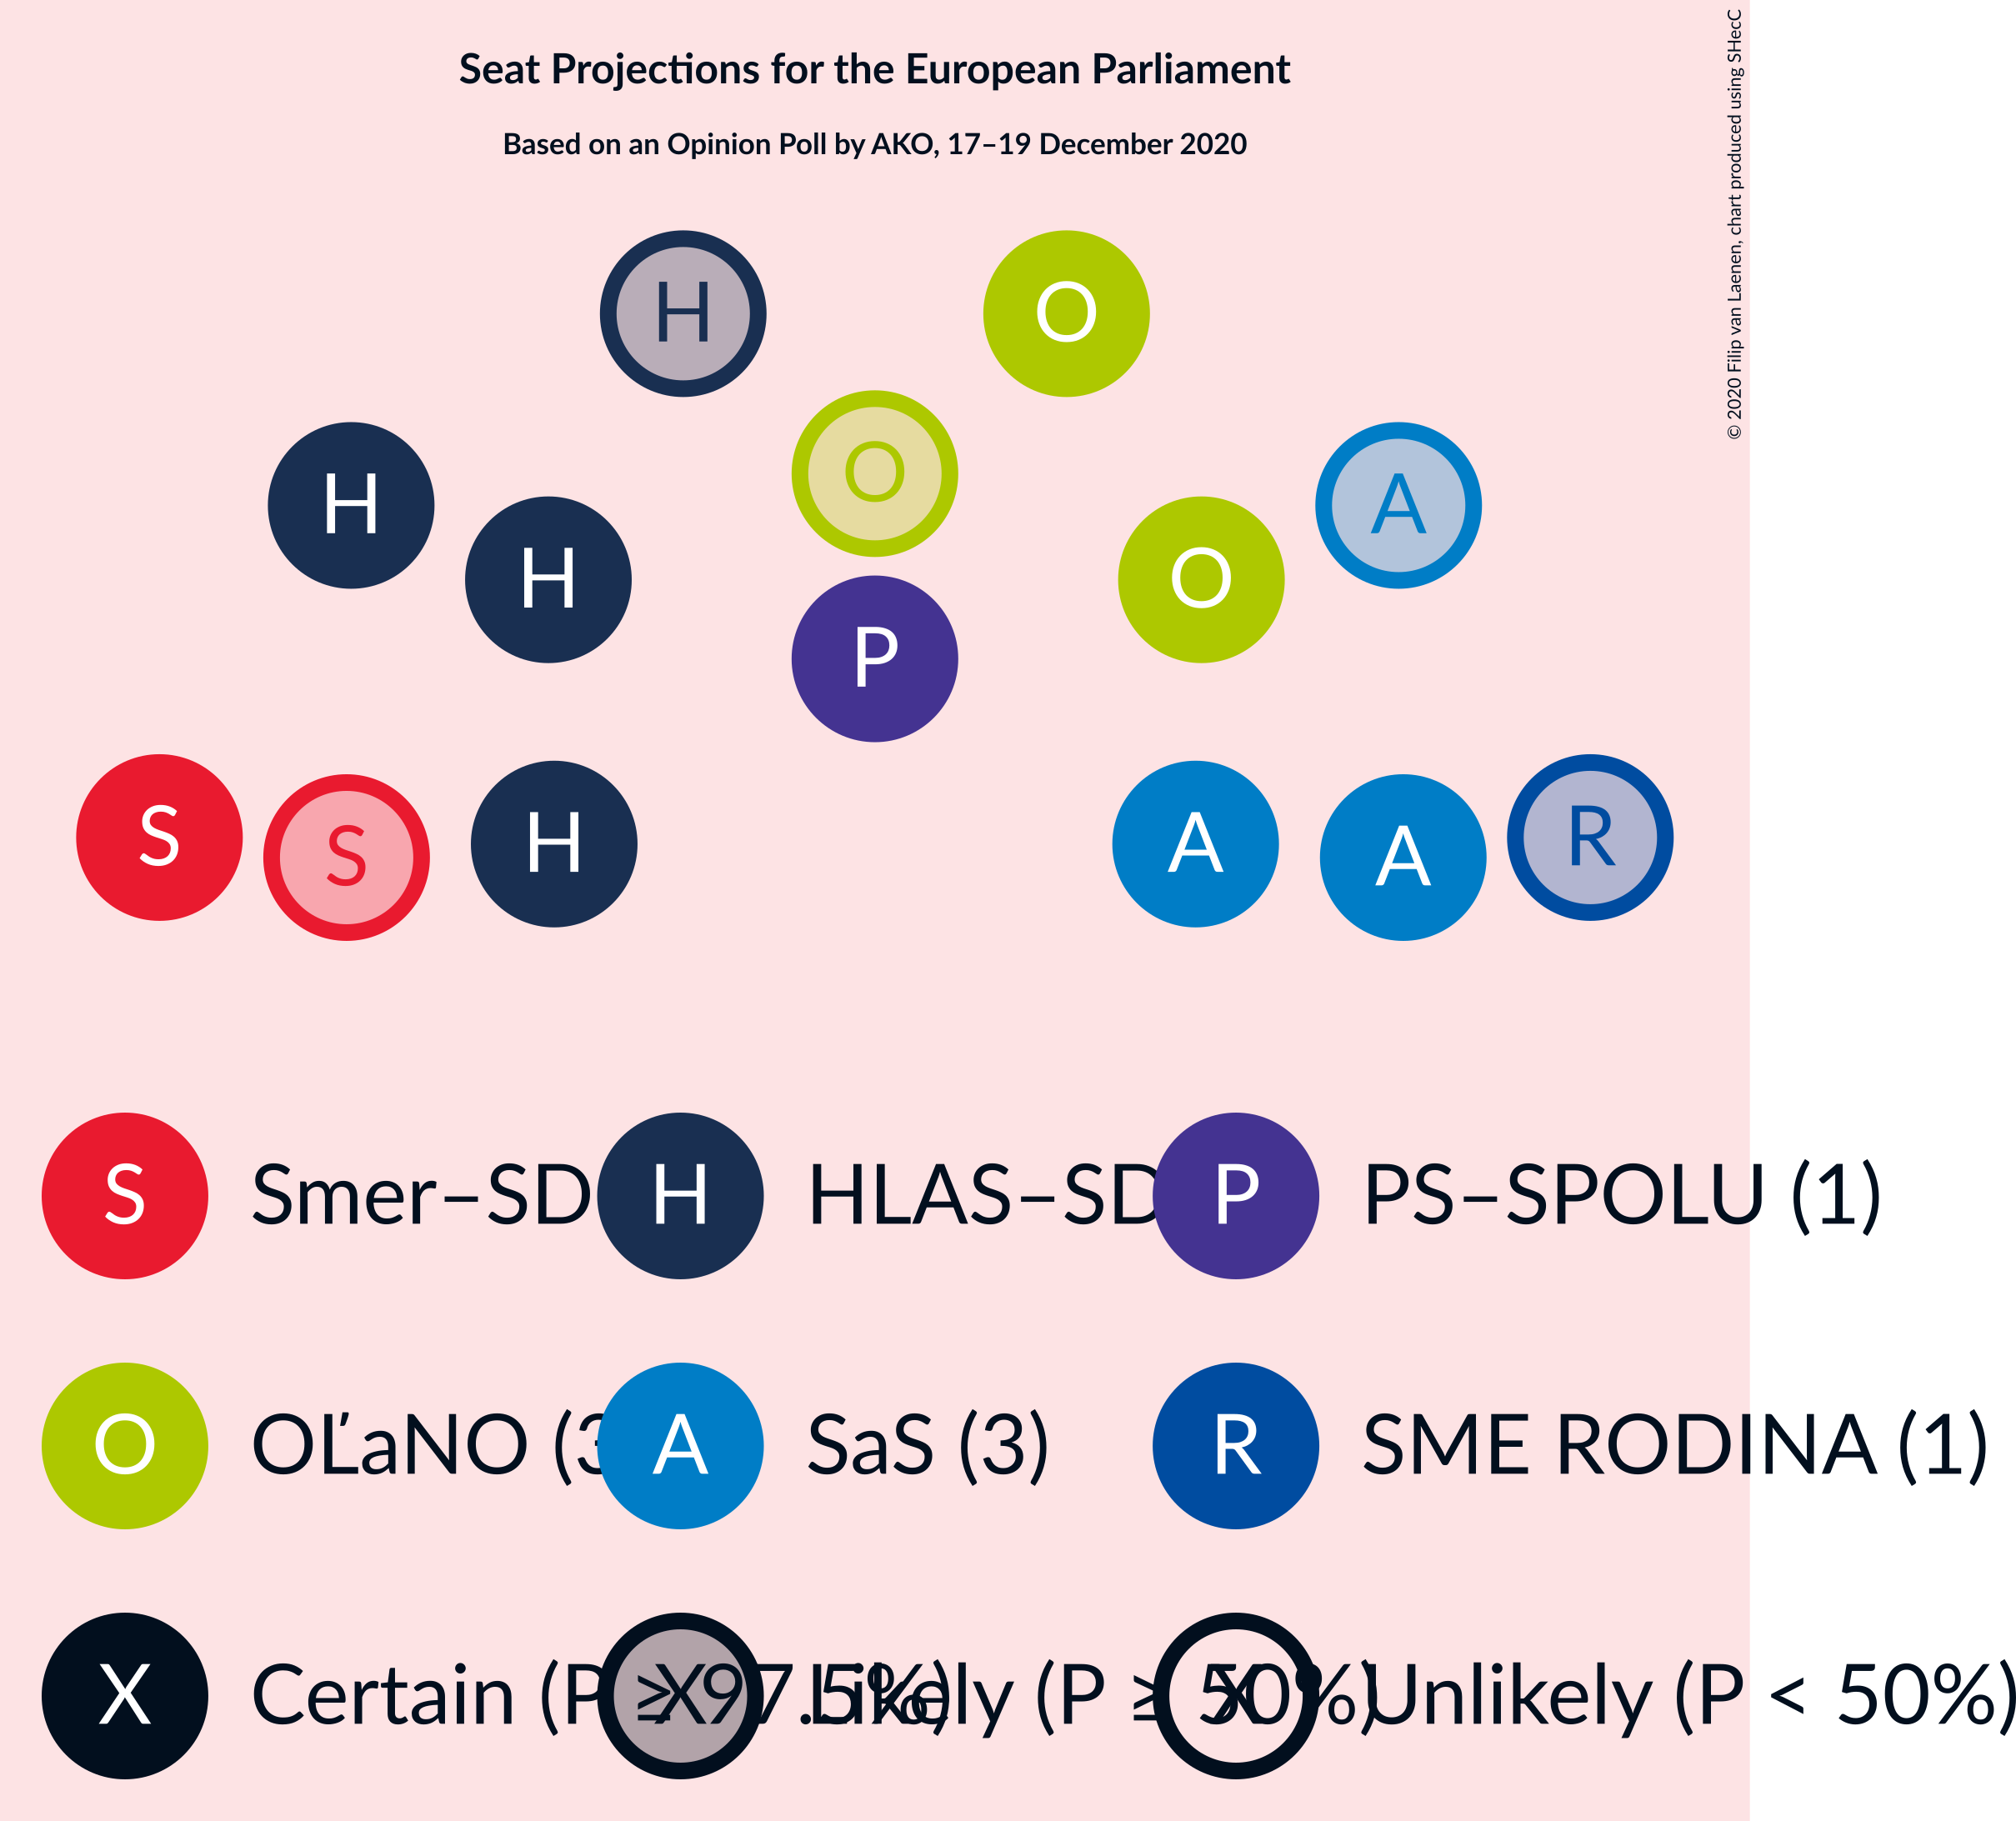 Seat Projections for the European Parliament
Based on an Opinion Poll by AKO, 17–19 December 2020
© 2020 Filip van Laenen, chart produced using SHecC
H O
O
H H O A
P
S S H A A R
S Smer–SD H HLAS–SD P PS–SPOLU (1)
O OĽaNO (3 A SaS (3) R SME RODINA (1)
X Certain (P ≥ 97.5%) X Likely (P ≥ 50%) X Unlikely (P < 50%)